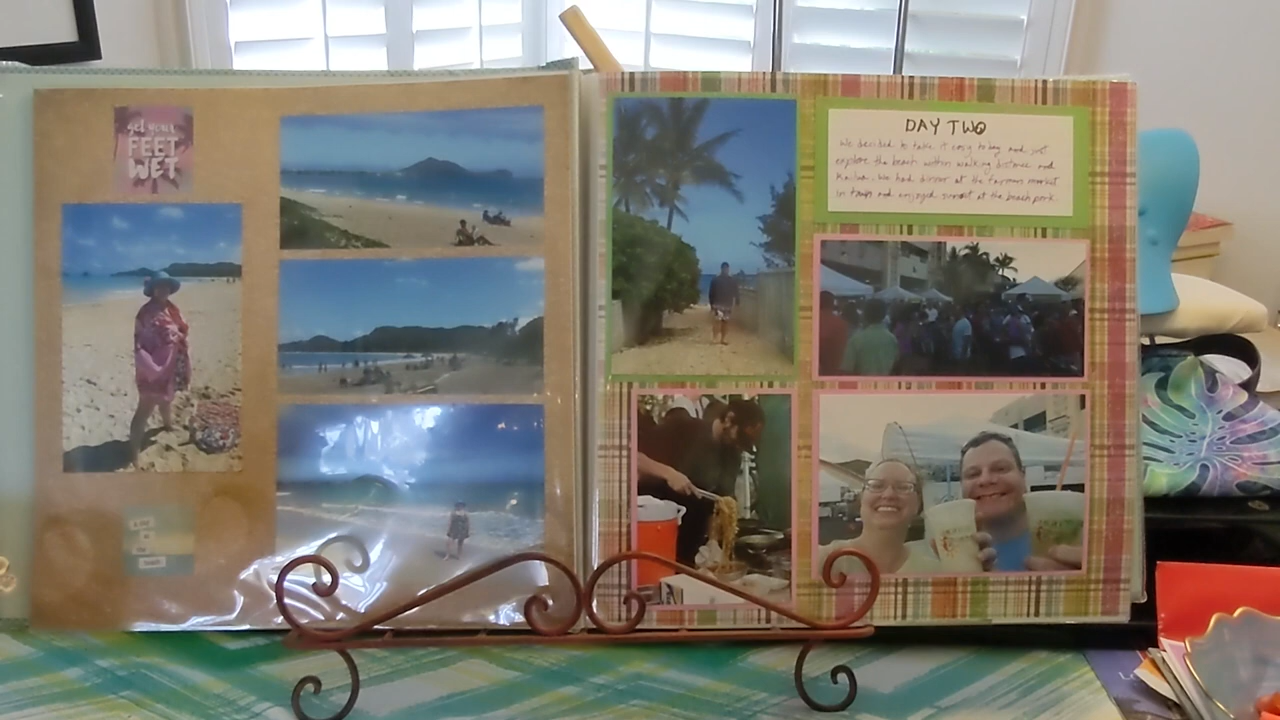 get your
FEET
WET
DAY TWO
We decided to take it easy today and just
explore the beach within walking distance and
Kailua. We had dinner at the farmers market
in town and enjoyed sunset at the beach park.